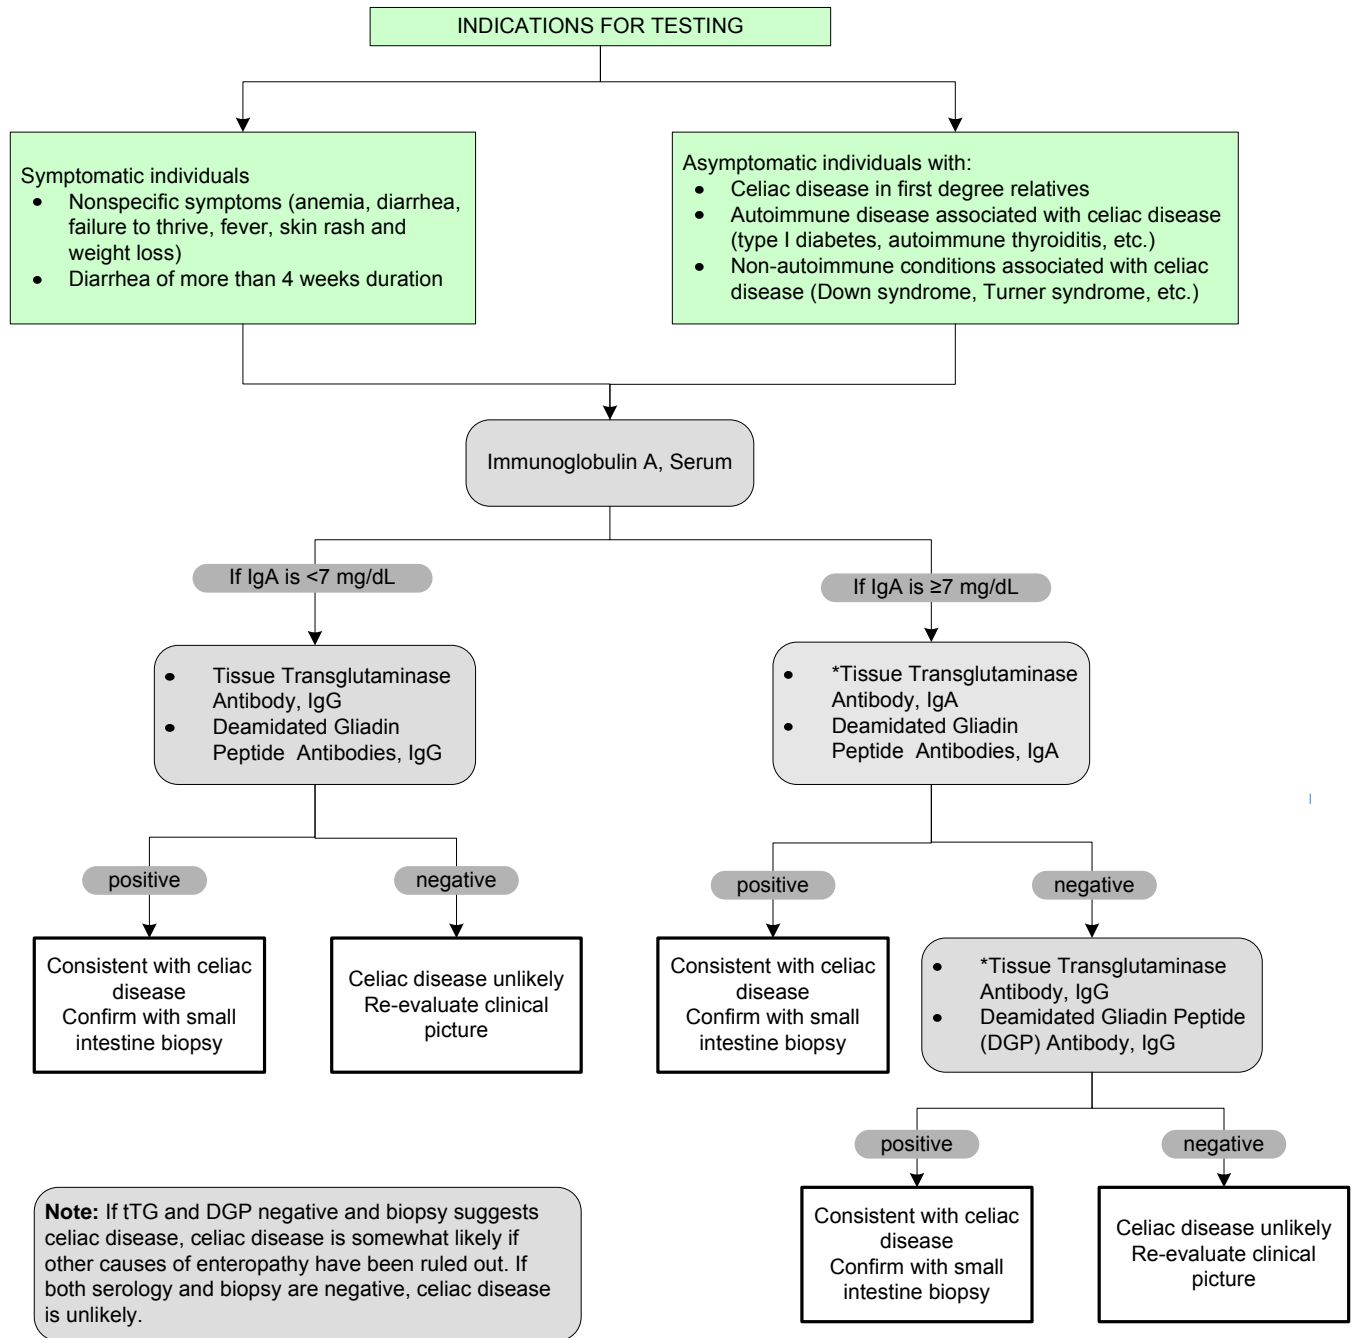 INDICATIONS FOR TESTING
Symptomatic individuals
● Nonspecific symptoms (anemia, diarrhea,
failure to thrive, fever, skin rash and
weight loss)
● Diarrhea of more than 4 weeks duration
Asymptomatic individuals with:
● Celiac disease in first degree relatives
● Autoimmune disease associated with celiac disease
(type I diabetes, autoimmune thyroiditis, etc.)
● Non-autoimmune conditions associated with celiac
disease (Down syndrome, Turner syndrome, etc.)
Immunoglobulin A, Serum
If IgA is <7 mg/dL
If IgA is ≥7 mg/dL
● Tissue Transglutaminase
Antibody, IgG
● Deamidated Gliadin
Peptide Antibodies, IgG
● *Tissue Transglutaminase
Antibody, IgA
● Deamidated Gliadin
Peptide Antibodies, IgA
positive
negative
positive
negative
Consistent with celiac
disease
Confirm with small
intestine biopsy
Celiac disease unlikely
Re-evaluate clinical
picture
Consistent with celiac
disease
Confirm with small
intestine biopsy
● *Tissue Transglutaminase
Antibody, IgG
● Deamidated Gliadin Peptide
(DGP) Antibody, IgG
positive
negative
Consistent with celiac
disease
Confirm with small
intestine biopsy
Celiac disease unlikely
Re-evaluate clinical
picture
Note: If tTG and DGP negative and biopsy suggests
celiac disease, celiac disease is somewhat likely if
other causes of enteropathy have been ruled out. If
both serology and biopsy are negative, celiac disease
is unlikely.